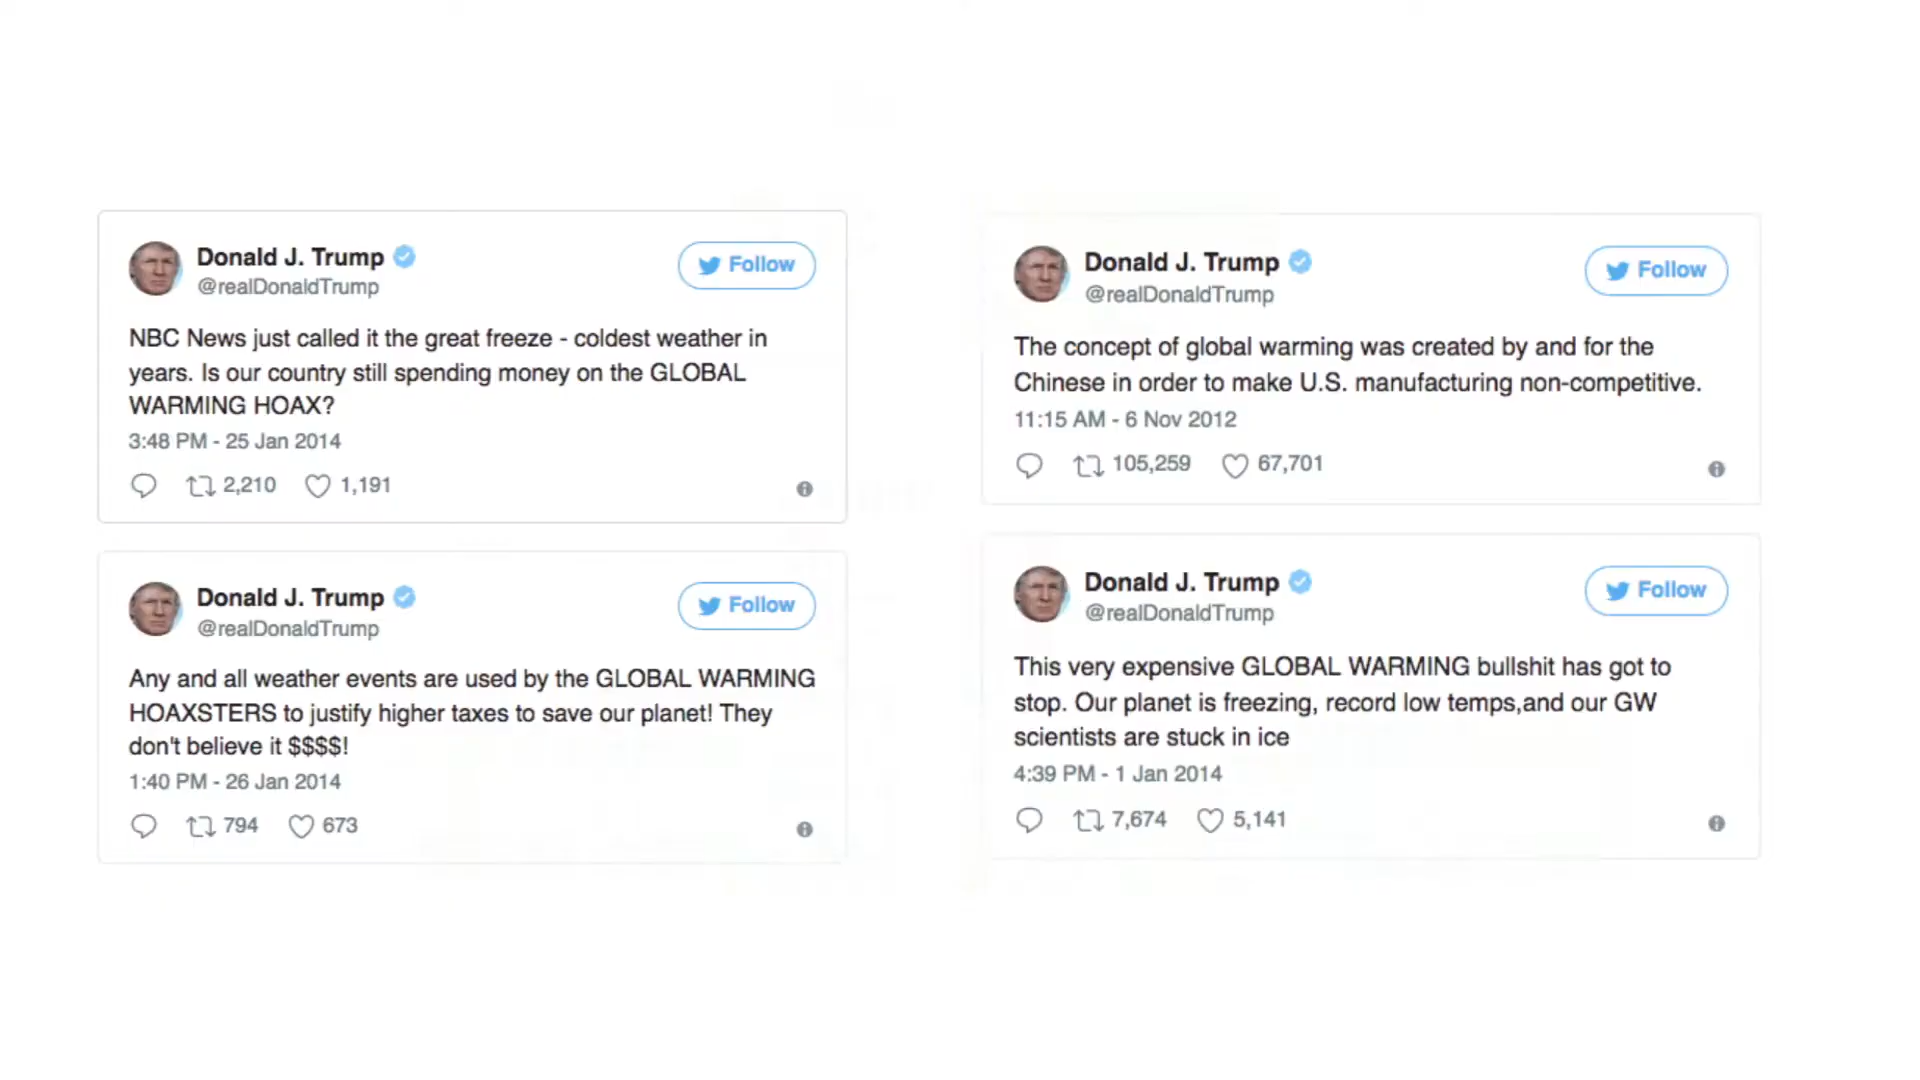 Donald J. Trump
@realDonaldTrump
Follow
NBC News just called it the great freeze - coldest weather in
years. Is our country still spending money on the GLOBAL
WARMING HOAX?
3:48 PM - 25 Jan 2014
2,210 1,191
Donald J. Trump
@realDonaldTrump
Follow
Any and all weather events are used by the GLOBAL WARMING
HOAXSTERS to justify higher taxes to save our planet! They
don't believe it $$$$!
1:40 PM - 26 Jan 2014
794 673
Donald J. Trump
@realDonaldTrump
Follow
The concept of global warming was created by and for the
Chinese in order to make U.S. manufacturing non-competitive.
11:15 AM - 6 Nov 2012
105,259 67,701
Donald J. Trump
@realDonaldTrump
Follow
This very expensive GLOBAL WARMING bullshit has got to
stop. Our planet is freezing, record low temps,and our GW
scientists are stuck in ice
4:39 PM - 1 Jan 2014
7,674 5,141